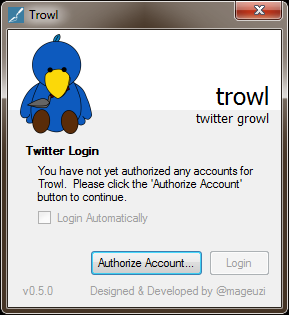 Trowl
trowl
twitter growl
Twitter Login
You have not yet authorized any accounts for
Trowl. Please click the 'Authorize Account'
button to continue.
Login Automatically
Authorize Account... Login
v0.5.0 Designed & Developed by @mageuzi